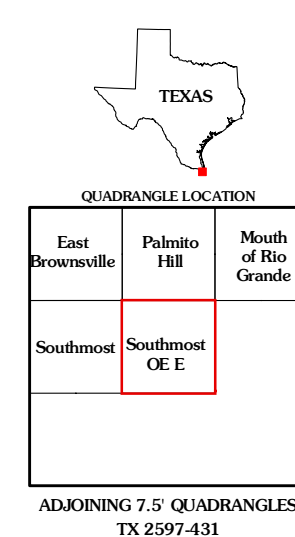 TEXAS
QUADRANGLE LOCATION
East
Brownsville
Palmito
Hill
Mouth
of Rio
Grande
Southmost
Southmost
OE E
ADJOINING 7.5' QUADRANGLES
TX 2597-431